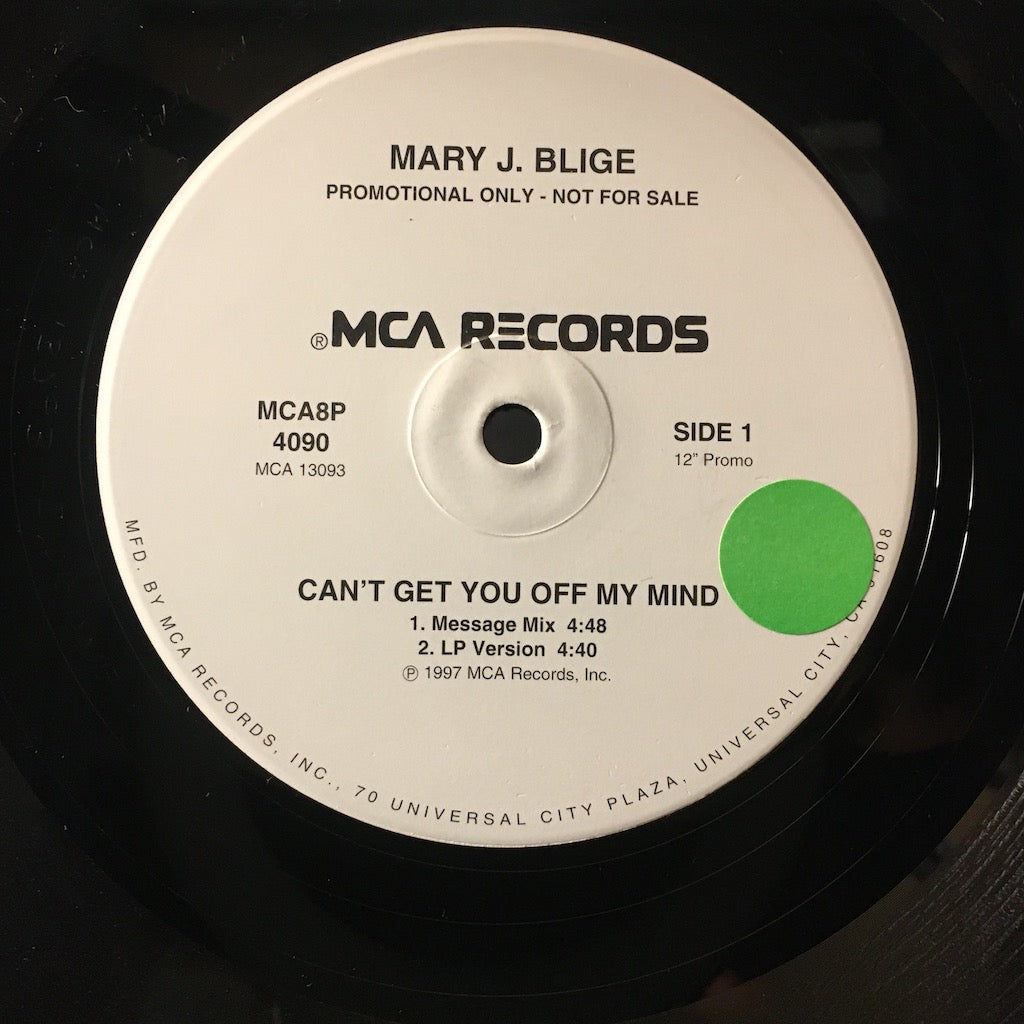 MARY J. BLIGE
PROMOTIONAL ONLY - NOT FOR SALE
®MCA RECORDS
MCA8P
4090
MCA 13093
SIDE 1
12” Promo
CAN’T GET YOU OFF MY MIND
1. Message Mix 4:48
2. LP Version 4:40
℗ 1997 MCA Records, Inc.
MFD. BY MCA RECORDS, INC., 70 UNIVERSAL CITY PLAZA, UNIVERSAL CITY, CA